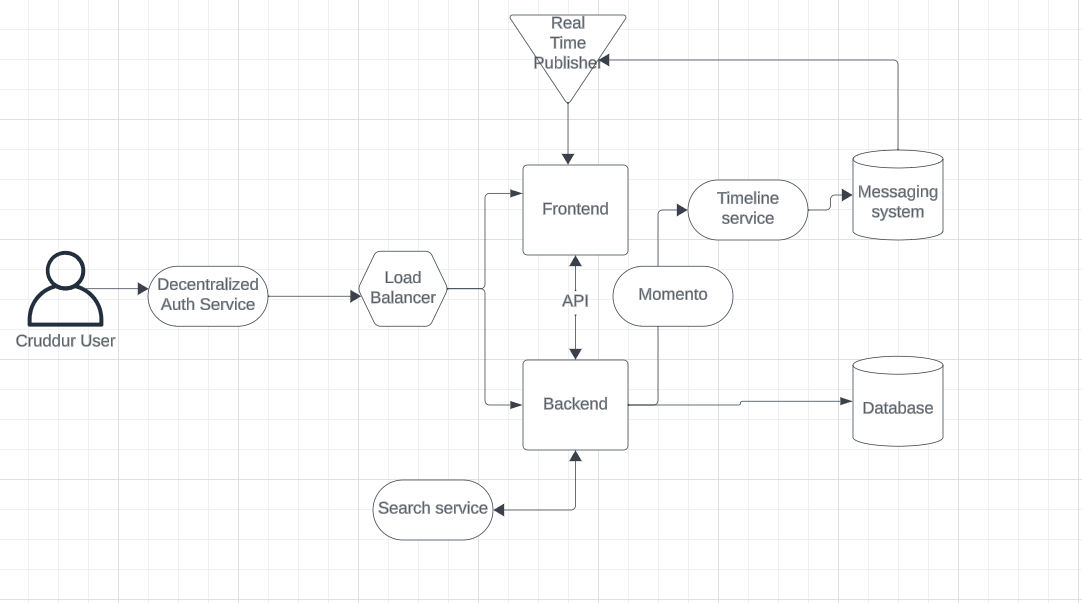 Real
Time
Publisher
Frontend
Timeline
service
Messaging
system
Decentralized
Auth Service
Load
Balancer
API
Momento
Cruddur User
Backend
Database
Search service